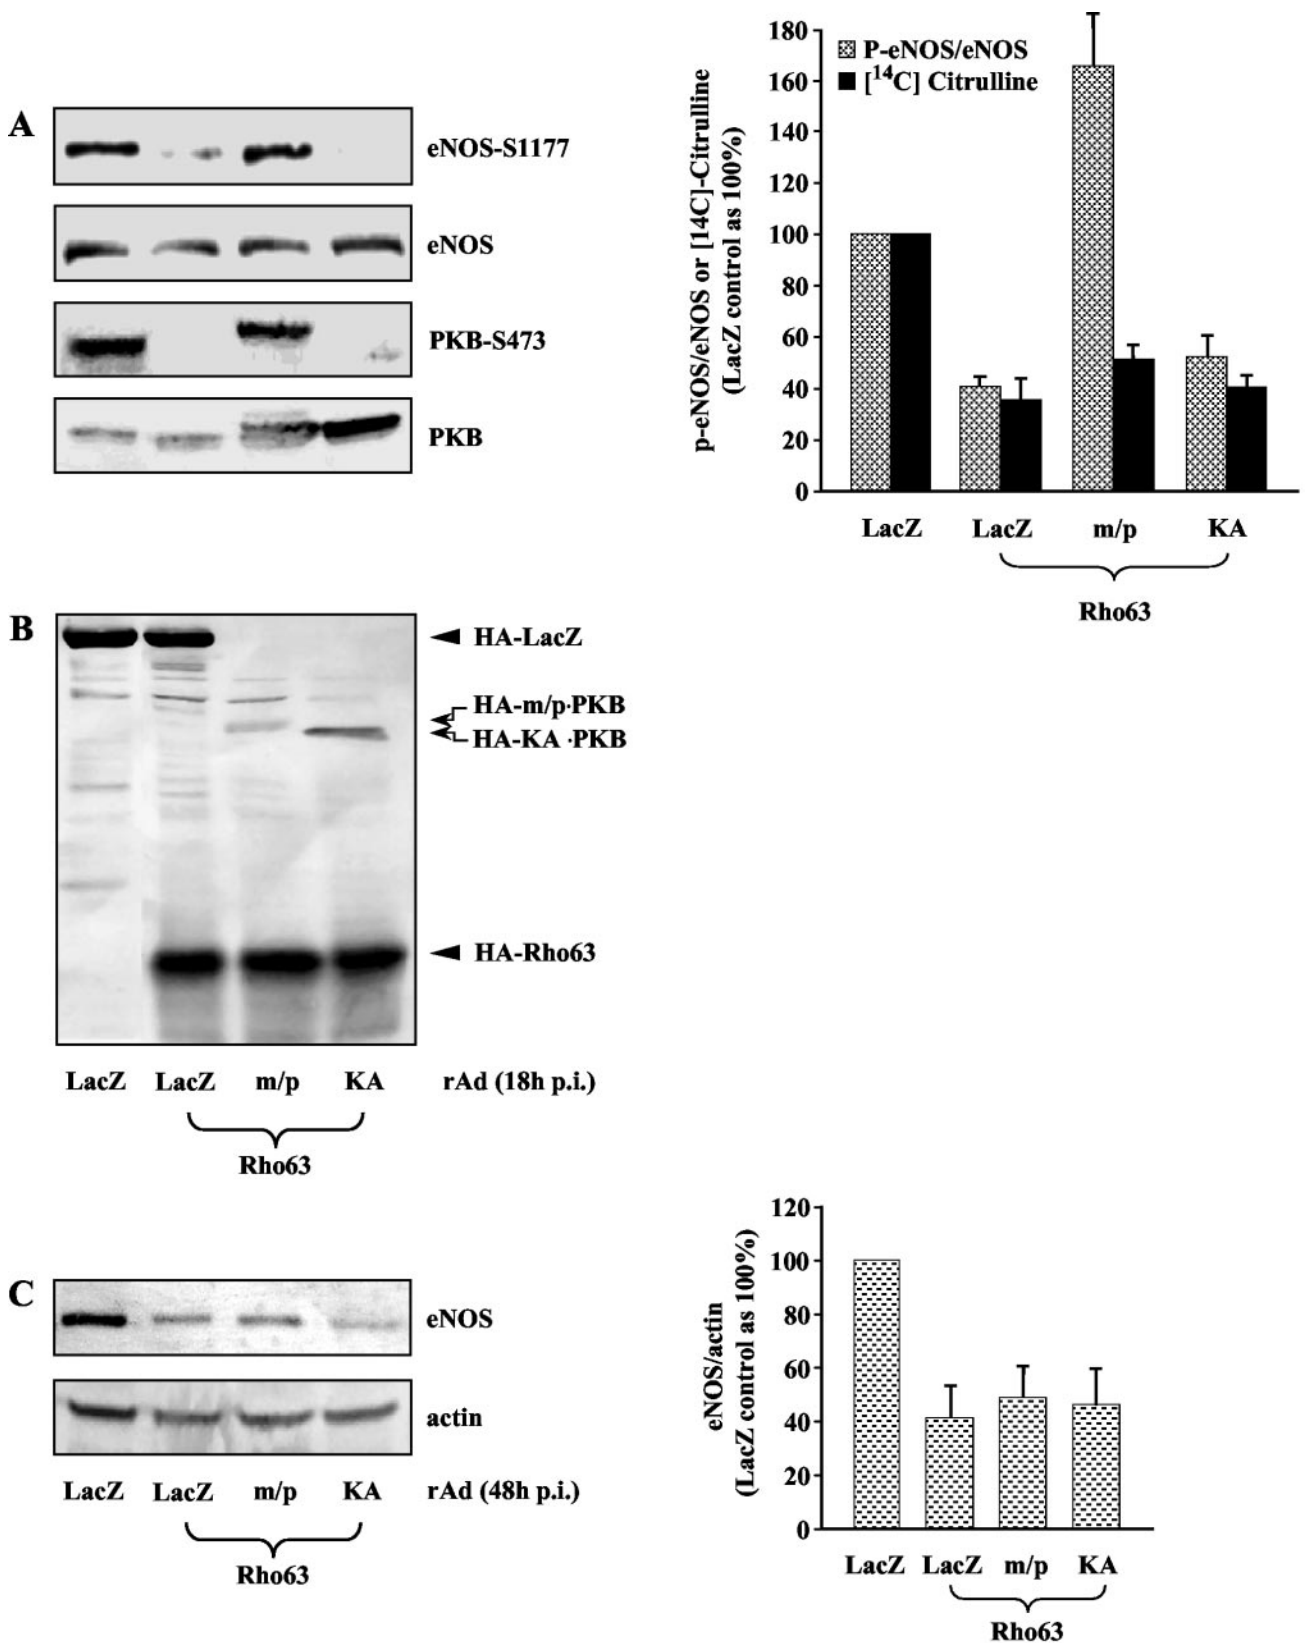 A
eNOS-S1177
eNOS
PKB-S473
PKB
p-eNOS/eNOS or [14C]-Citrulline
(LacZ control as 100%)
180
160
140
120
100
80
60
40
20
0
P-eNOS/eNOS
[14C] Citrulline
LacZ LacZ m/p KA
Rho63
B
HA-LacZ
HA-m/p·PKB
HA-KA ·PKB
HA-Rho63
LacZ LacZ m/p KA rAd (18h p.i.)
Rho63
C
eNOS
actin
LacZ LacZ m/p KA rAd (48h p.i.)
Rho63
eNOS/actin
(LacZ control as 100%)
120
100
80
60
40
20
0
LacZ LacZ m/p KA
Rho63